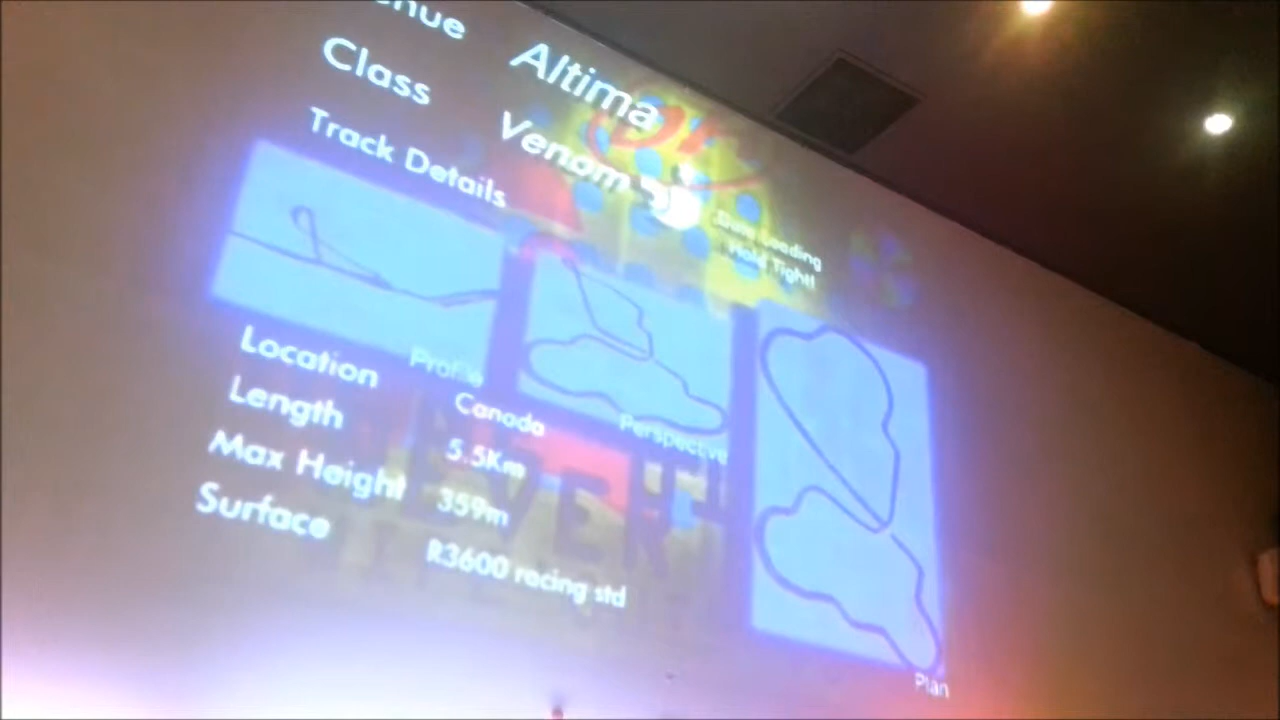 Altima
Class
Venom
Track Details
Data Loading
Hold Tight!
Profile
Perspective
Plan
Location Canada
Length 5.5Km
Max Height 359m
Surface R3600 racing std